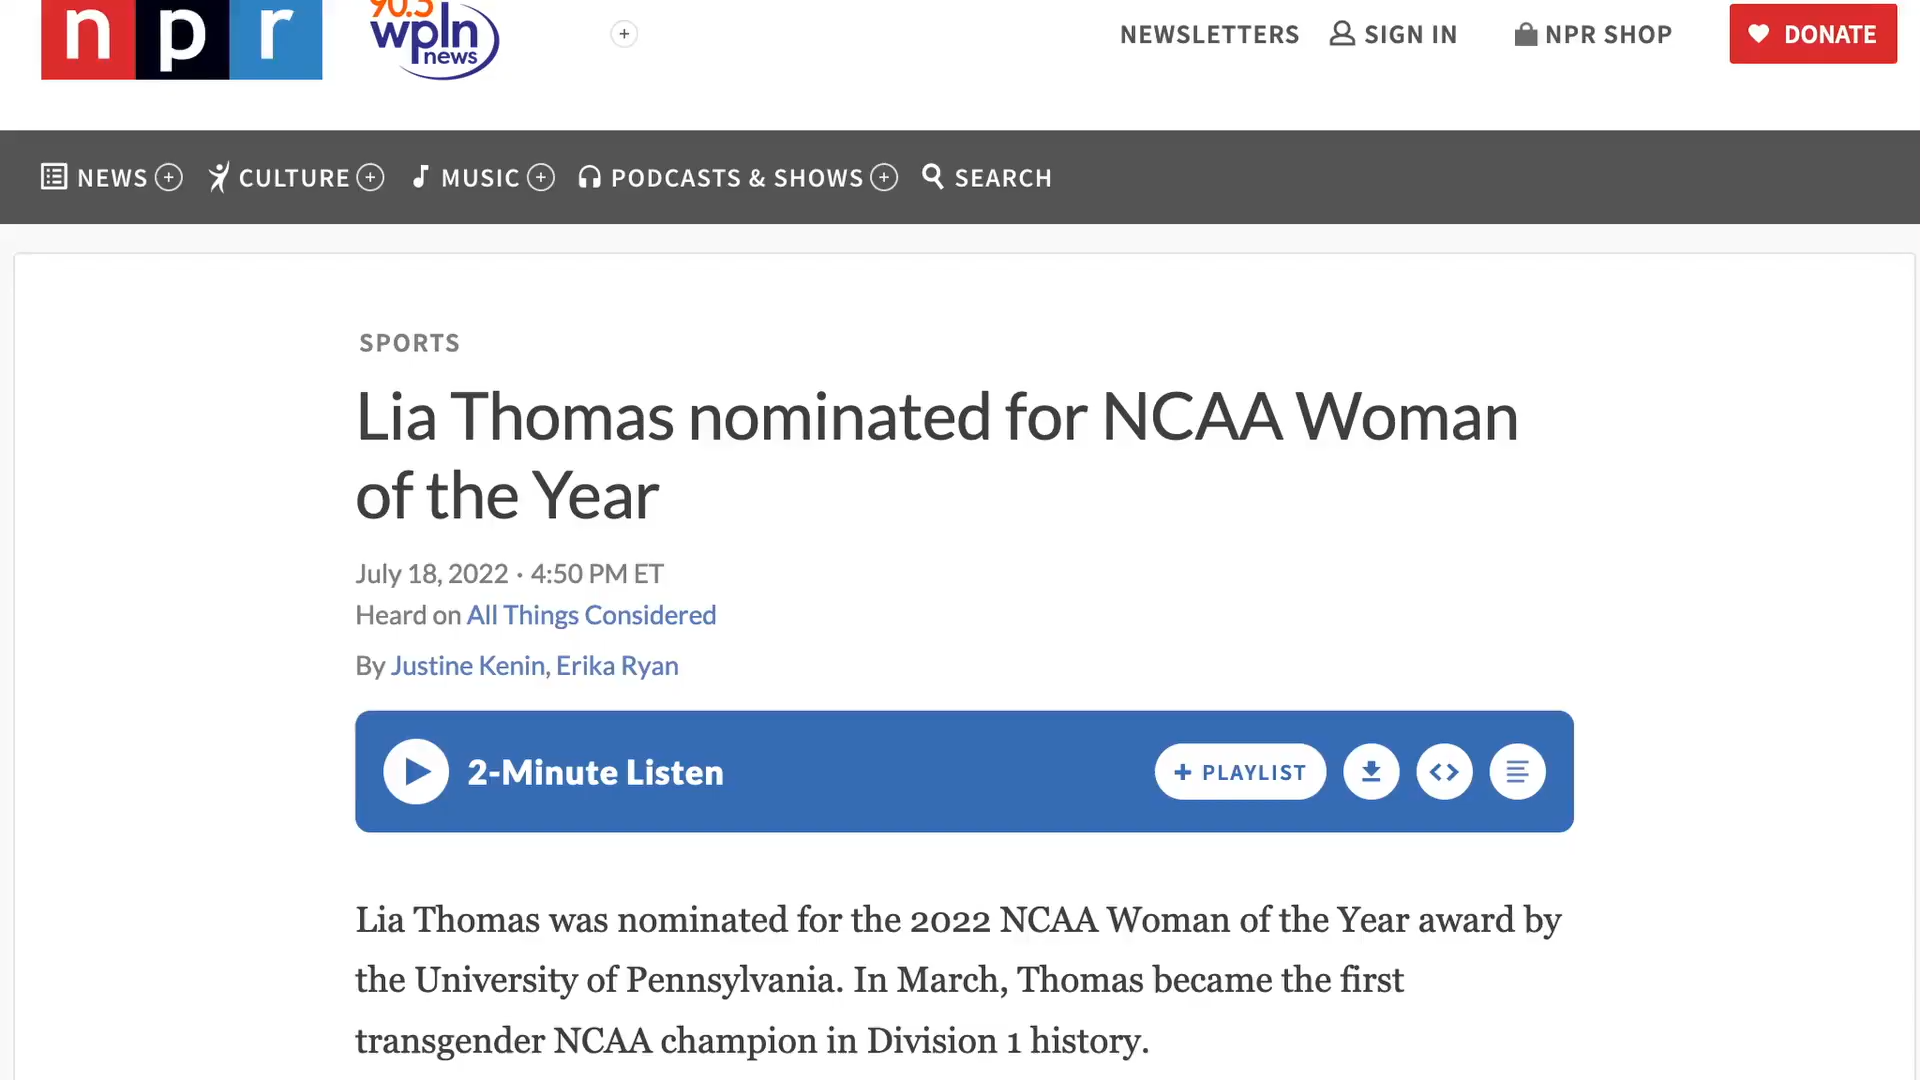 npr
90.3
wpln
news
NEWSLETTERS SIGN IN NPR SHOP DONATE
NEWS CULTURE MUSIC PODCASTS & SHOWS SEARCH
SPORTS
Lia Thomas nominated for NCAA Woman
of the Year
July 18, 2022 · 4:50 PM ET
Heard on All Things Considered
By Justine Kenin, Erika Ryan
2-Minute Listen + PLAYLIST
Lia Thomas was nominated for the 2022 NCAA Woman of the Year award by
the University of Pennsylvania. In March, Thomas became the first
transgender NCAA champion in Division 1 history.